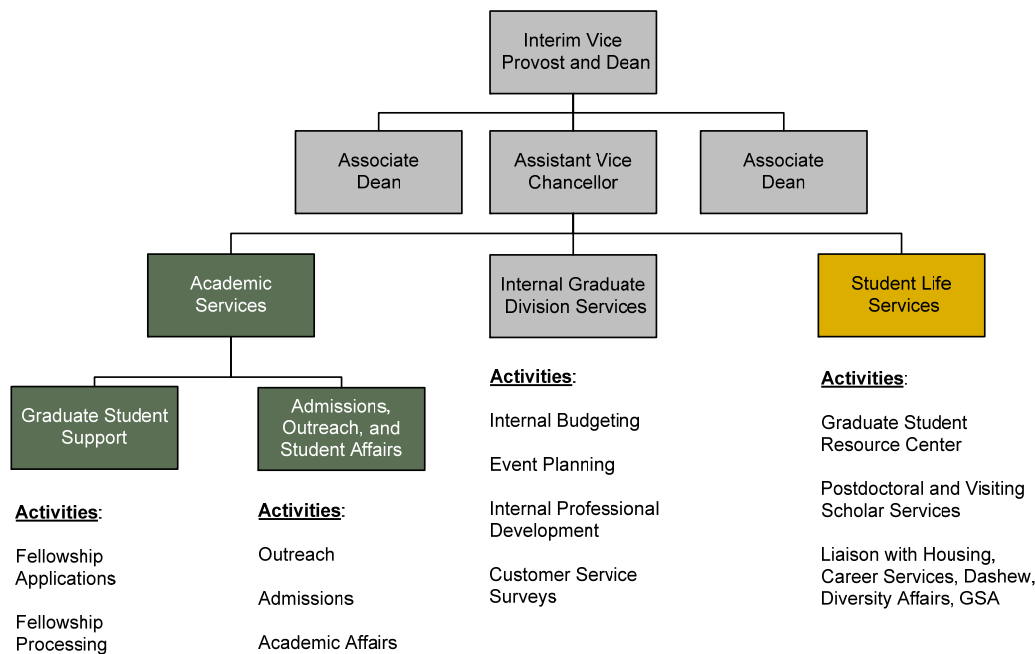 Interim Vice
Provost and Dean
Associate
Dean
Assistant Vice
Chancellor
Associate
Dean
Academic
Services
Internal Graduate
Division Services
Student Life
Services
Graduate Student
Support
Admissions,
Outreach, and
Student Affairs
Activities:
Fellowship
Applications
Fellowship
Processing
Activities:
Outreach
Admissions
Academic Affairs
Activities:
Internal Budgeting
Event Planning
Internal Professional
Development
Customer Service
Surveys
Activities:
Graduate Student
Resource Center
Postdoctoral and Visiting
Scholar Services
Liaison with Housing,
Career Services, Dashew,
Diversity Affairs, GSA